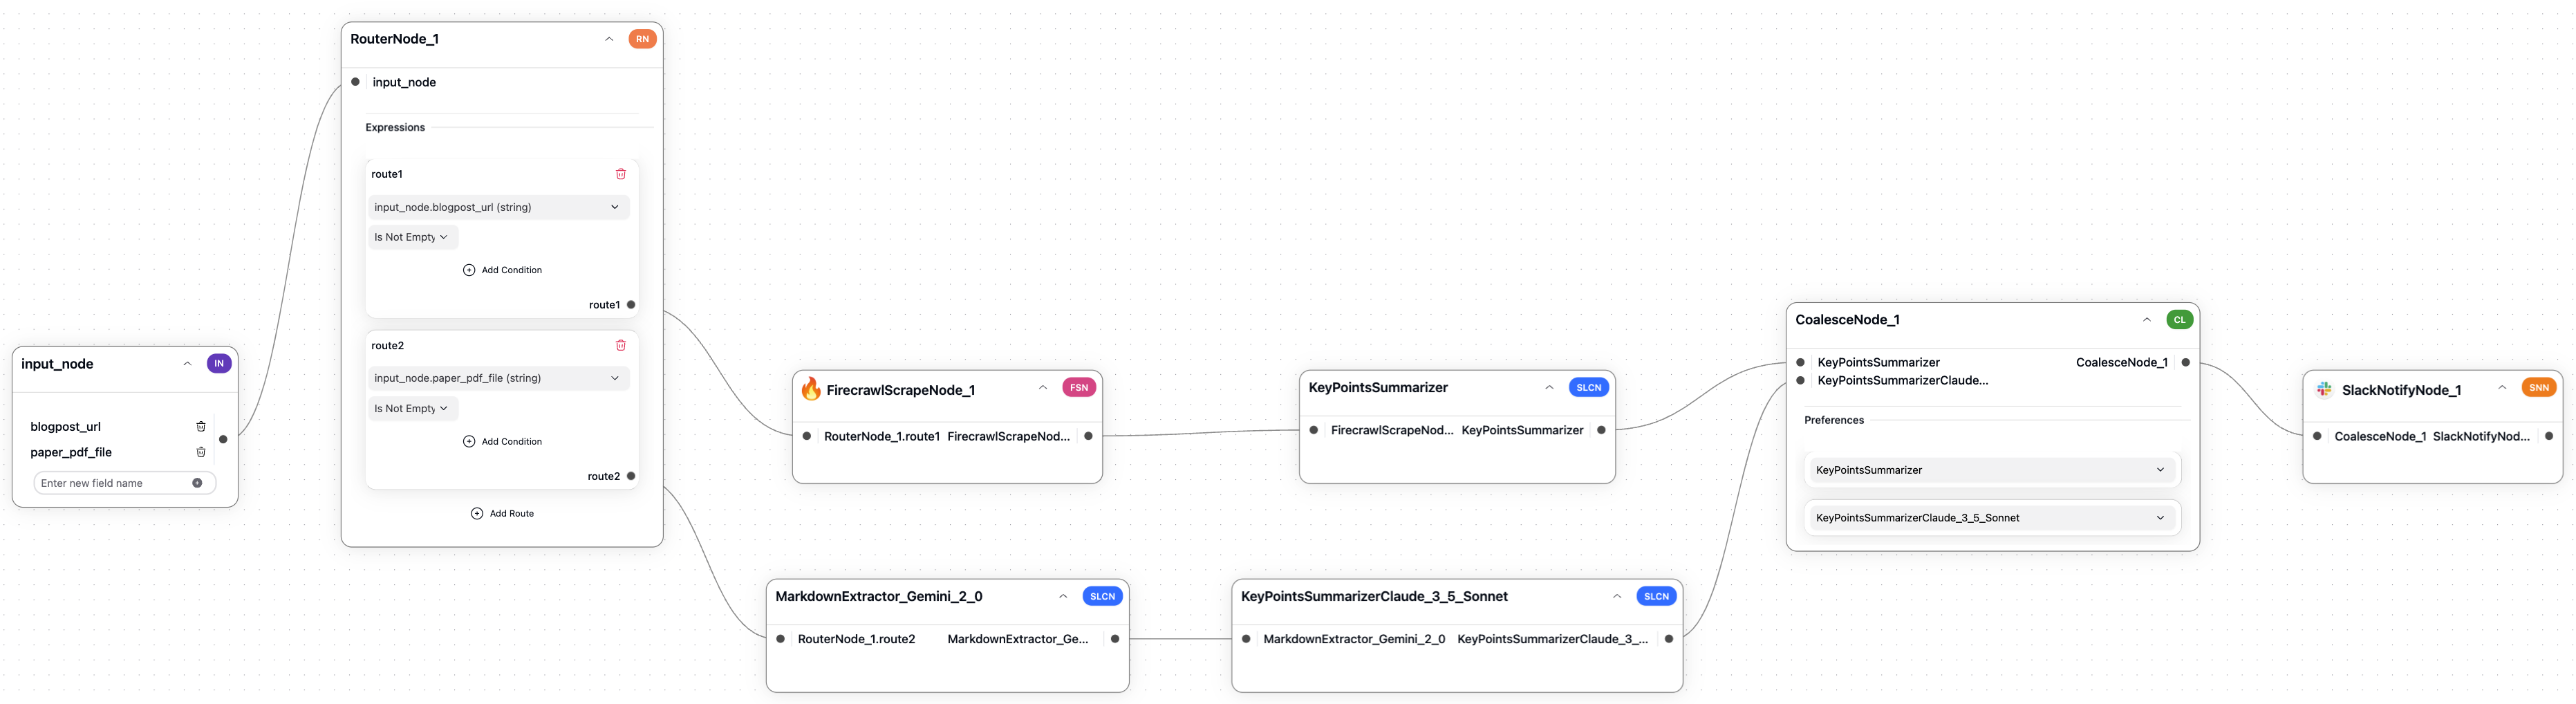 input_node
IN
blogpost_url
paper_pdf_file
Enter new field name
RouterNode_1
RN
input_node
Expressions
route1
input_node.blogpost_url (string)
Is Not Empty
Add Condition
route1
route2
input_node.paper_pdf_file (string)
Is Not Empty
Add Condition
route2
Add Route
FirecrawlScrapeNode_1
FSN
RouterNode_1.route1 FirecrawlScrapeNod...
MarkdownExtractor_Gemini_2_0
SLCN
RouterNode_1.route2 MarkdownExtractor_Ge...
KeyPointsSummarizer
SLCN
FirecrawlScrapeNod... KeyPointsSummarizer
KeyPointsSummarizerClaude_3_5_Sonnet
SLCN
MarkdownExtractor_Gemini_2_0 KeyPointsSummarizerClaude_3_...
CoalesceNode_1
CL
KeyPointsSummarizer CoalesceNode_1
KeyPointsSummarizerClaude...
Preferences
KeyPointsSummarizer
KeyPointsSummarizerClaude_3_5_Sonnet
SlackNotifyNode_1
SNN
CoalesceNode_1 SlackNotifyNod...